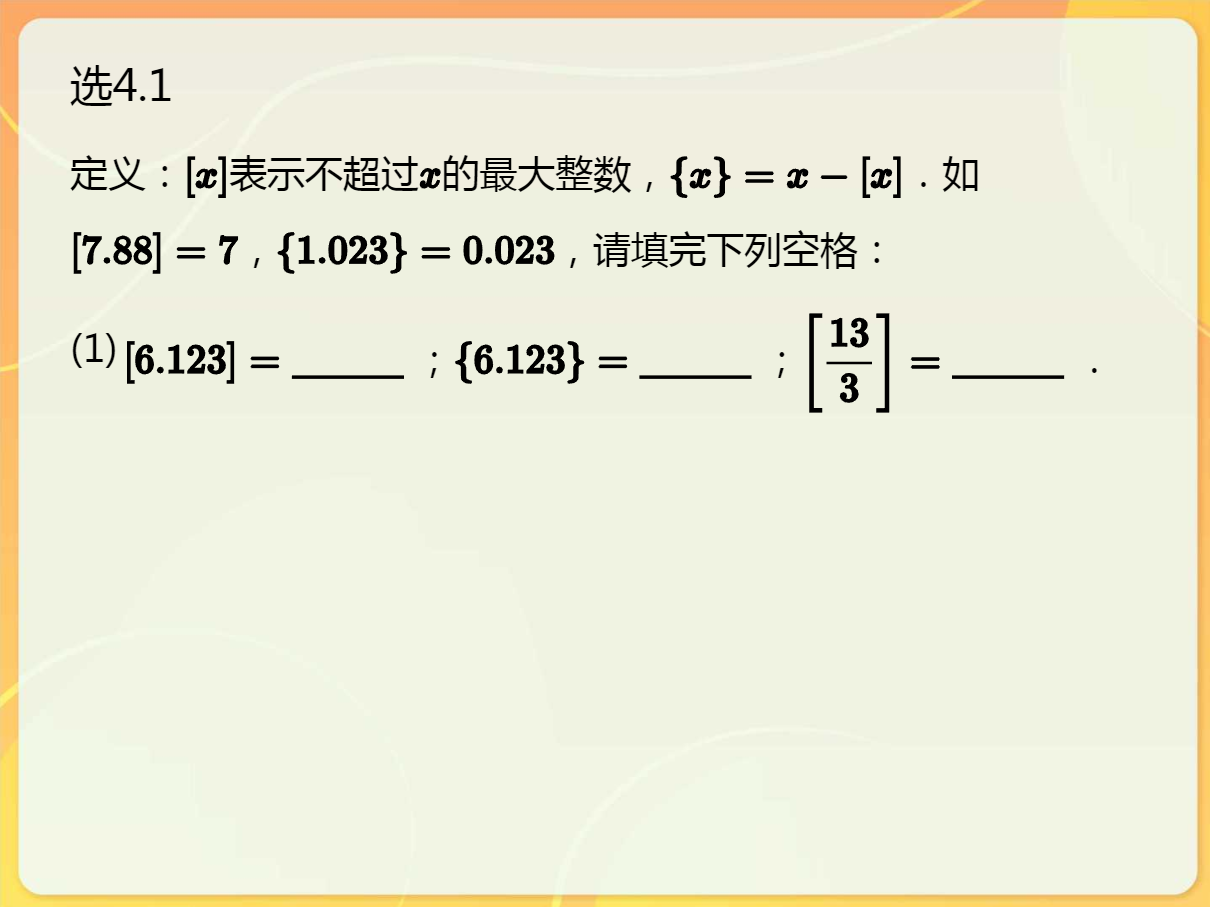 选4.1
定义：[x]表示不超过x的最大整数，{x} = x − [x]．如
[7.88] = 7，{1.023} = 0.023，请填完下列空格：
(1) [6.123] = ______ ；{6.123} = ______ ；[13/3] = ______ ．